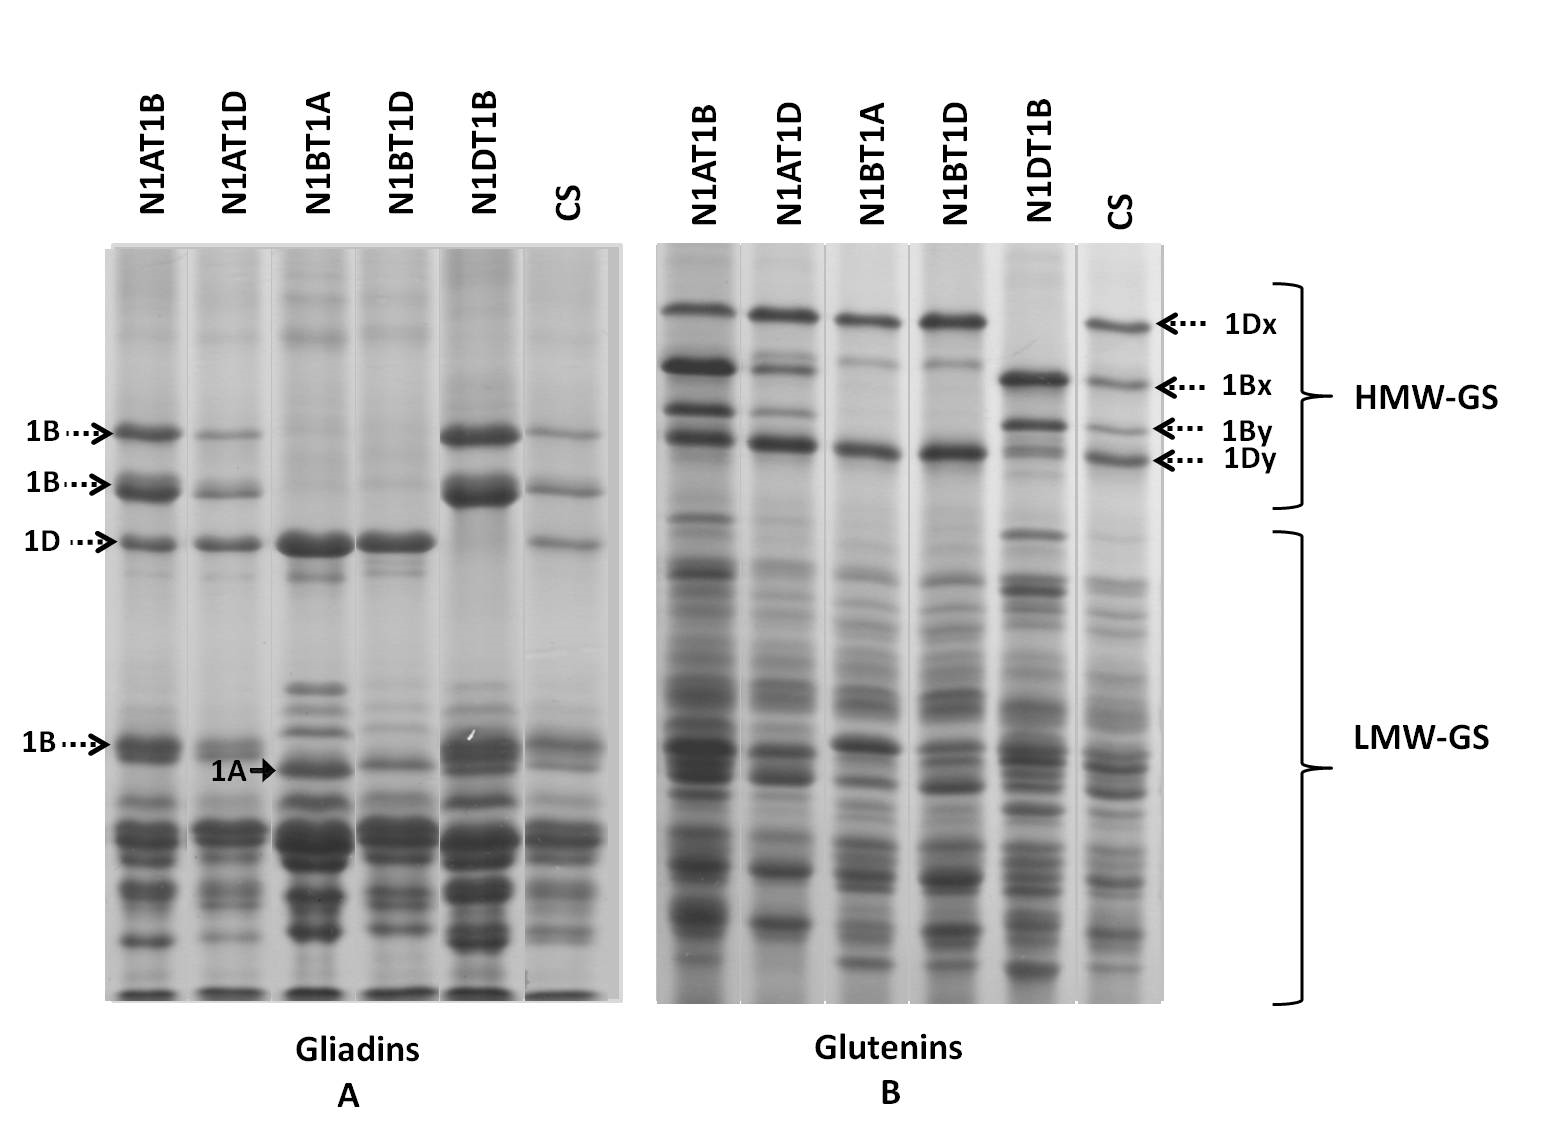 N1AT1B
N1AT1D
N1BT1A
N1BT1D
N1DT1B
CS
N1AT1B
N1AT1D
N1BT1A
N1BT1D
N1DT1B
CS
1B
1B
1D
1B
1A
1Dx
1Bx
1By
1Dy
HMW-GS
LMW-GS
Gliadins
A
Glutenins
B